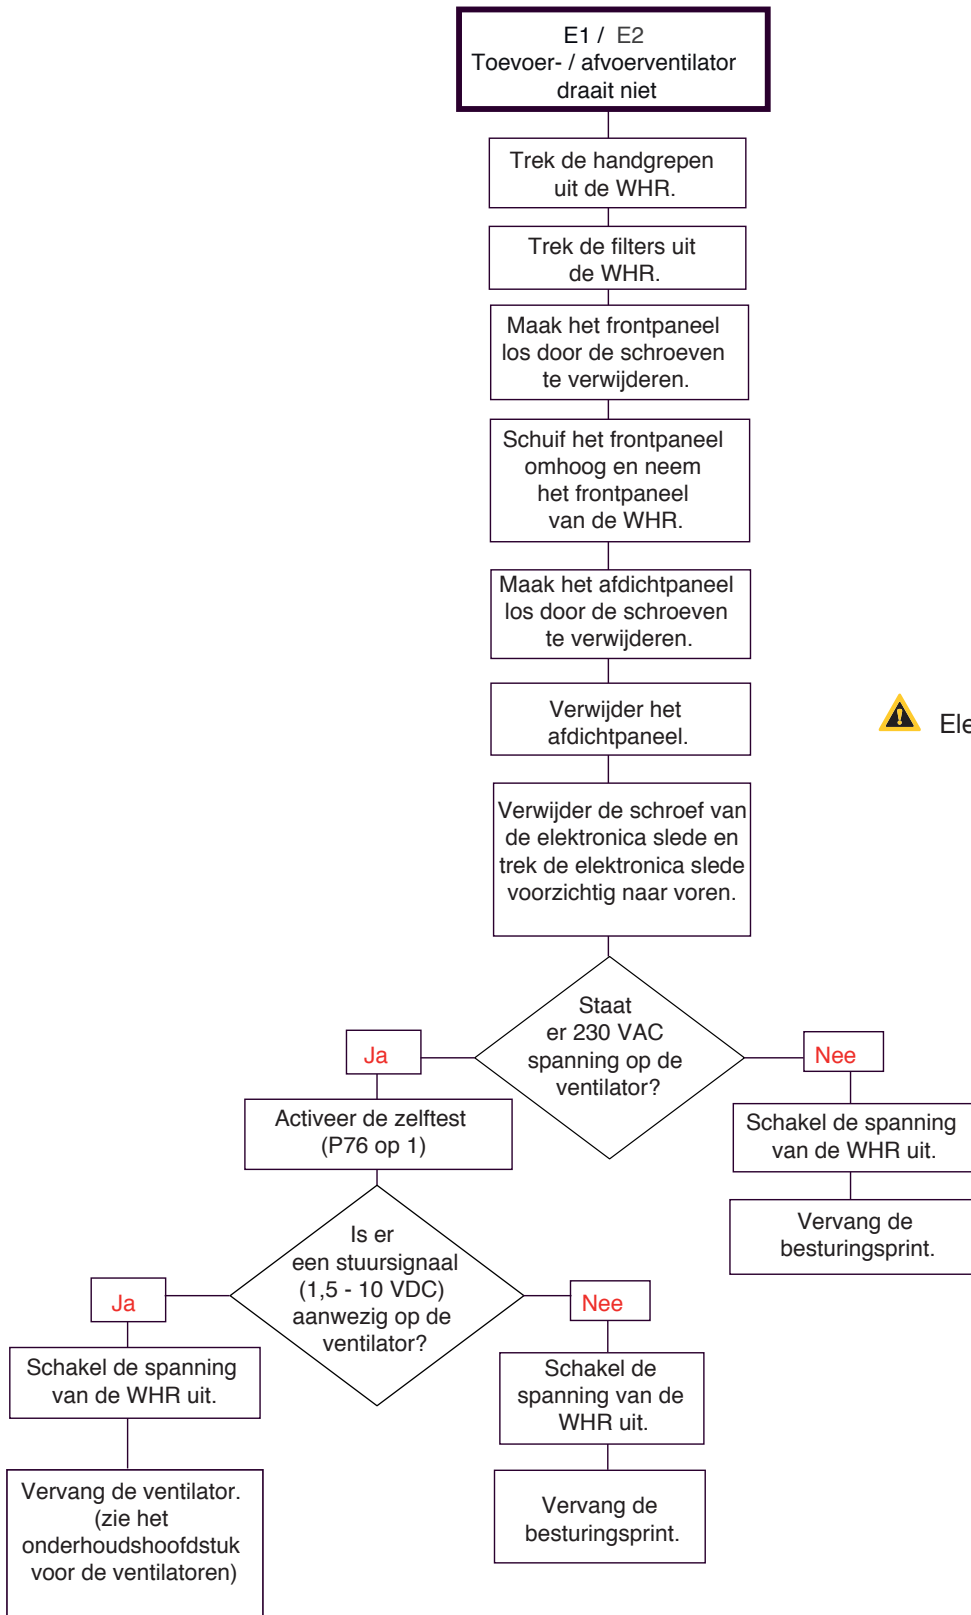 E1 / E2
Toevoer- / afvoerventilator
draait niet
Trek de handgrepen
uit de WHR.
Trek de filters uit
de WHR.
Maak het frontpaneel
los door de schroeven
te verwijderen.
Schuif het frontpaneel
omhoog en neem
het frontpaneel
van de WHR.
Maak het afdichtpaneel
los door de schroeven
te verwijderen.
Verwijder het
afdichtpaneel.
Ele
Verwijder de schroef van
de elektronica slede en
trek de elektronica slede
voorzichtig naar voren.
Staat
er 230 VAC
spanning op de
ventilator?
Ja
Nee
Activeer de zelftest
(P76 op 1)
Schakel de spanning
van de WHR uit.
Vervang de
besturingsprint.
Is er
een stuursignaal
(1,5 - 10 VDC)
aanwezig op de
ventilator?
Ja
Nee
Schakel de spanning
van de WHR uit.
Schakel de
spanning van de
WHR uit.
Vervang de ventilator.
(zie het
onderhoudshoofdstuk
voor de ventilatoren)
Vervang de
besturingsprint.